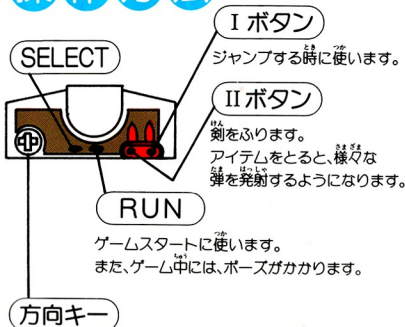 操作方法
Iボタン
ジャンプする時に使います。
SELECT
IIボタン
剣をふります。
アイテムをとると、様々な
弾を発射するようになります。
RUN
ゲームスタートに使います。
また、ゲーム中には、ポーズがかかります。
方向キー